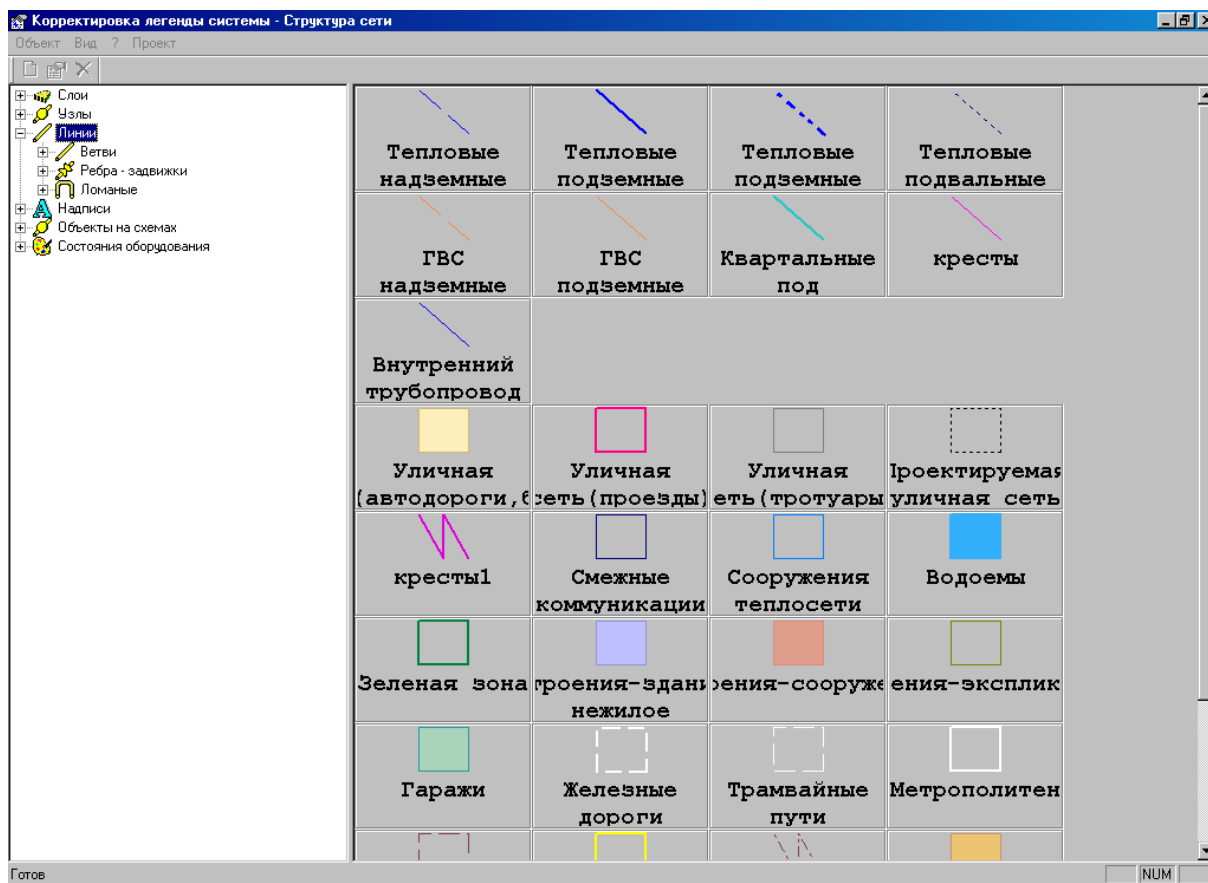 Корректировка легенды системы - Структура сети
Объект Вид ? Проект
Слои
Узлы
Линии
Ветви
Ребра - задвижки
Ломаные
Надписи
Объекты на схемах
Состояния оборудования
Тепловые надземные
Тепловые подземные
Тепловые подземные
Тепловые подвальные
ГВС надземные
ГВС подземные
Квартальные под
кресты
Внутренний трубопровод
Уличная (автодороги,
Уличная сеть(проезды)
Уличная еть(тротуары
Проектируемая уличная сеть
кресты1
Смежные коммуникации
Сооружения теплосети
Водоемы
Зеленая зона
троения-здани нежилое
рения-сооруже
ения-эксплик
Гаражи
Железные дороги
Трамвайные пути
Метрополитен
Готов
NUM